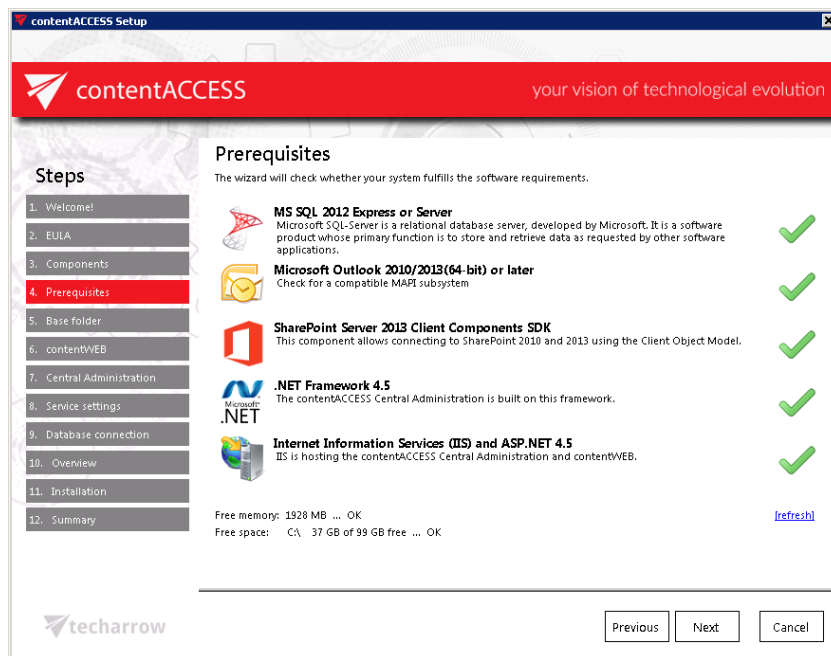 contentACCESS Setup
contentACCESS
your vision of technological evolution
Steps
1. Welcome!
2. EULA
3. Components
4. Prerequisites
5. Base folder
6. contentWEB
7. Central Administration
8. Service settings
9. Database connection
10. Overview
11. Installation
12. Summary
Prerequisites
The wizard will check whether your system fulfills the software requirements.
MS SQL 2012 Express or Server
Microsoft SQL-Server is a relational database server, developed by Microsoft. It is a software
product whose primary function is to store and retrieve data as requested by other software
applications.
Microsoft Outlook 2010/2013(64-bit) or later
Check for a compatible MAPI subsystem
SharePoint Server 2013 Client Components SDK
This component allows connecting to SharePoint 2010 and 2013 using the Client Object Model.
Microsoft
.NET
.NET Framework 4.5
The contentACCESS Central Administration is built on this framework.
Internet Information Services (IIS) and ASP.NET 4.5
IIS is hosting the contentACCESS Central Administration and contentWEB.
Free memory: 1928 MB ... OK
[refresh]
Free space: C:\ 37 GB of 99 GB free ... OK
techarrow
Previous
Next
Cancel